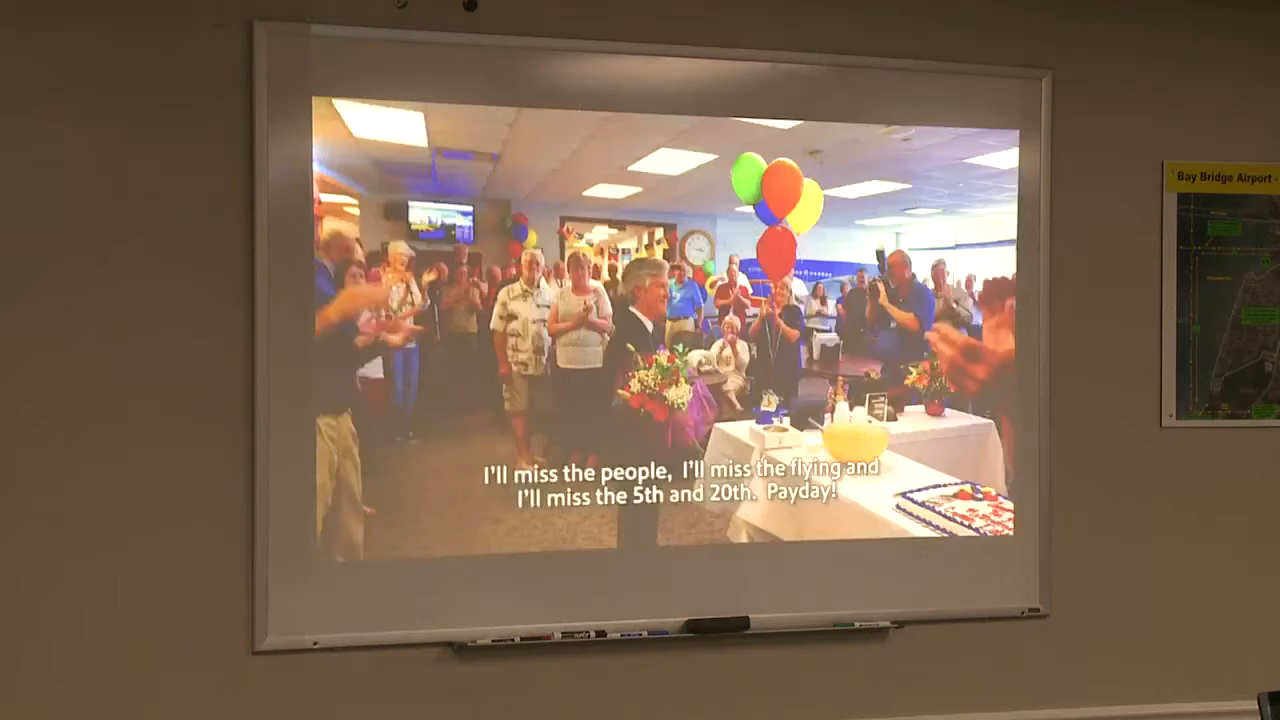 I'll miss the people, I'll miss the flying and
I'll miss the 5th and 20th. Payday!
Bay Bridge Airport -